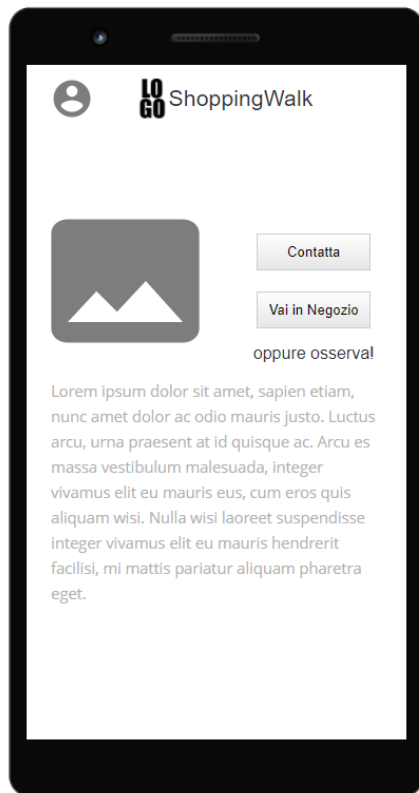 LO
GO
ShoppingWalk
Contatta
Vai in Negozio
oppure osserva!
Lorem ipsum dolor sit amet, sapien etiam,
nunc amet dolor ac odio mauris justo. Luctus
arcu, urna praesent at id quisque ac. Arcu es
massa vestibulum malesuada, integer
vivamus elit eu mauris eus, cum eros quis
aliquam wisi. Nulla wisi laoreet suspendisse
integer vivamus elit eu mauris hendrerit
facilisi, mi mattis pariatur aliquam pharetra
eget.